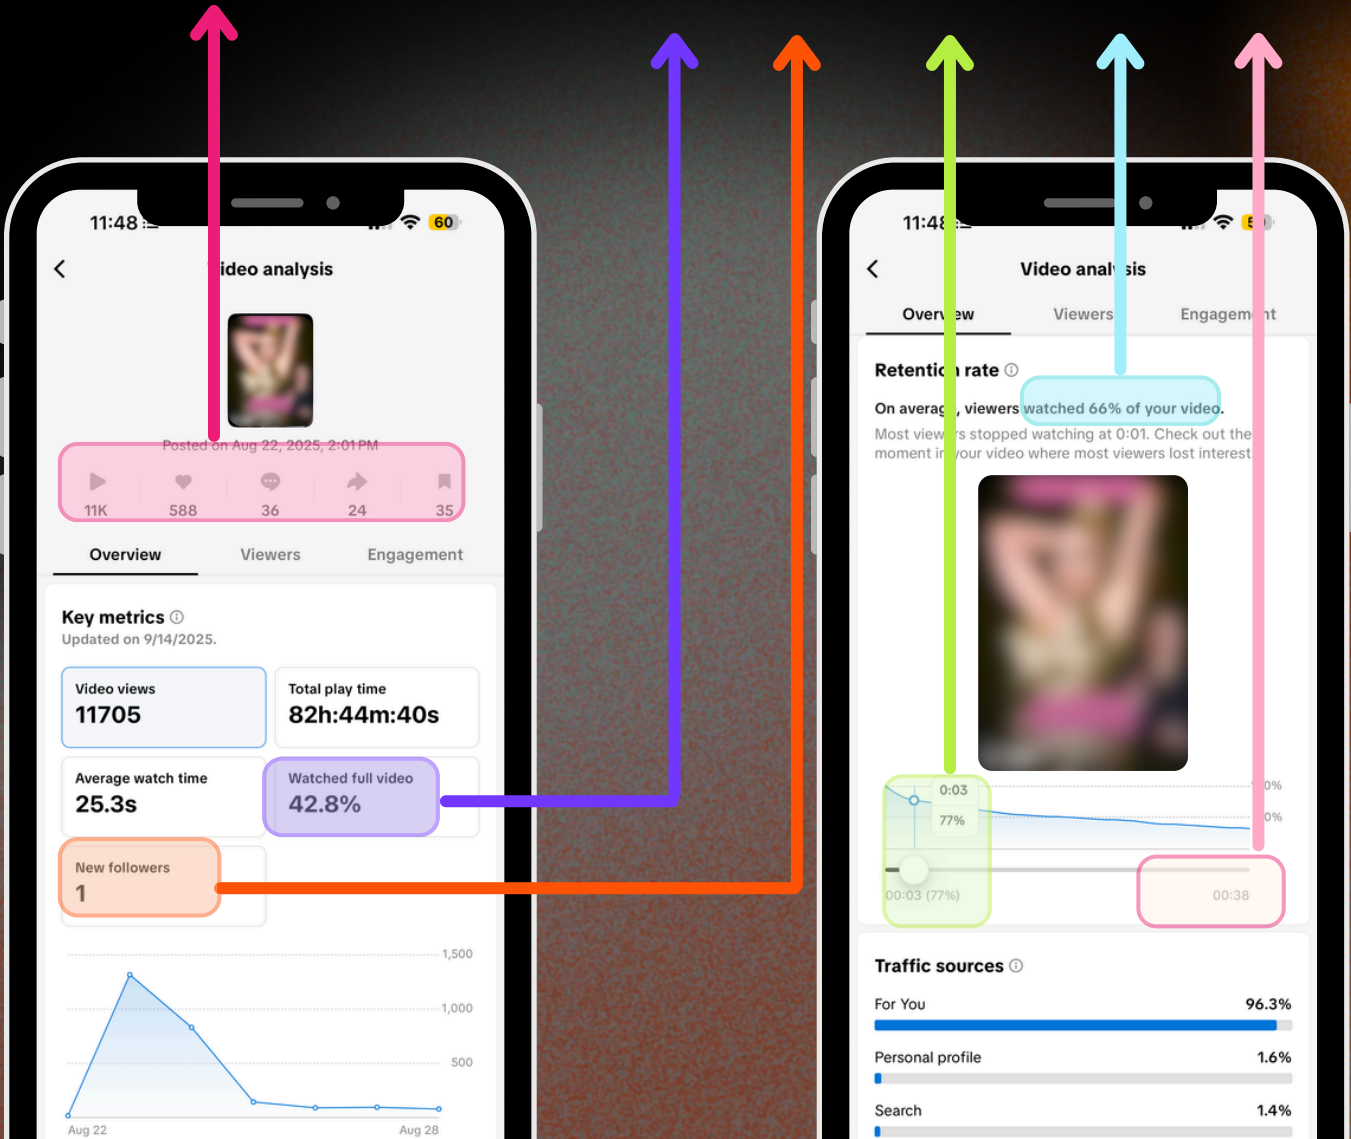 11:48
60
Video analysis
Posted on Aug 22, 2025, 2:01 PM
11K 588 36 24 35
Overview Viewers Engagement
Key metrics
Updated on 9/14/2025.
Video views
11705
Total play time
82h:44m:40s
Average watch time
25.3s
Watched full video
42.8%
New followers
1
1,500
1,000
500
Aug 22 Aug 28
11:48
Video analysis
Overview Viewers Engagement
Retention rate
On average, viewers watched 66% of your video.
Most viewers stopped watching at 0:01. Check out the
moment in your video where most viewers lost interest.
0:03
77%
00:03 (77%) 00:38
Traffic sources
For You 96.3%
Personal profile 1.6%
Search 1.4%